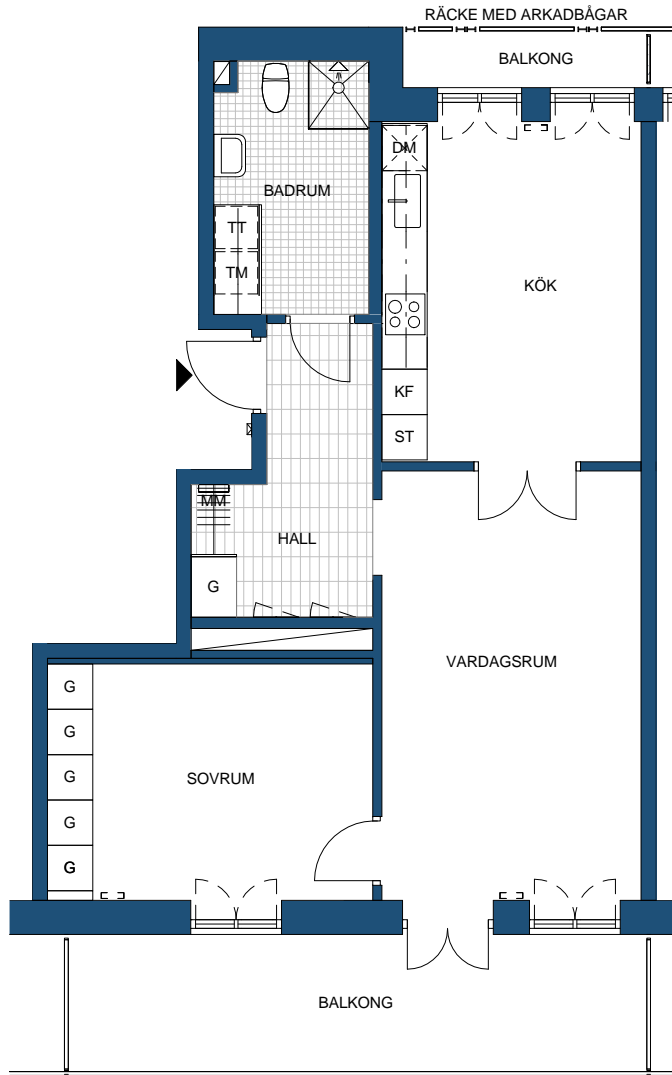 RÄCKE MED ARKADBÅGAR
BALKONG
DM
BADRUM
TT
TM
KÖK
KF
ST
MM
HALL
G
VARDAGSRUM
G
G
SOVRUM
G
G
G
BALKONG